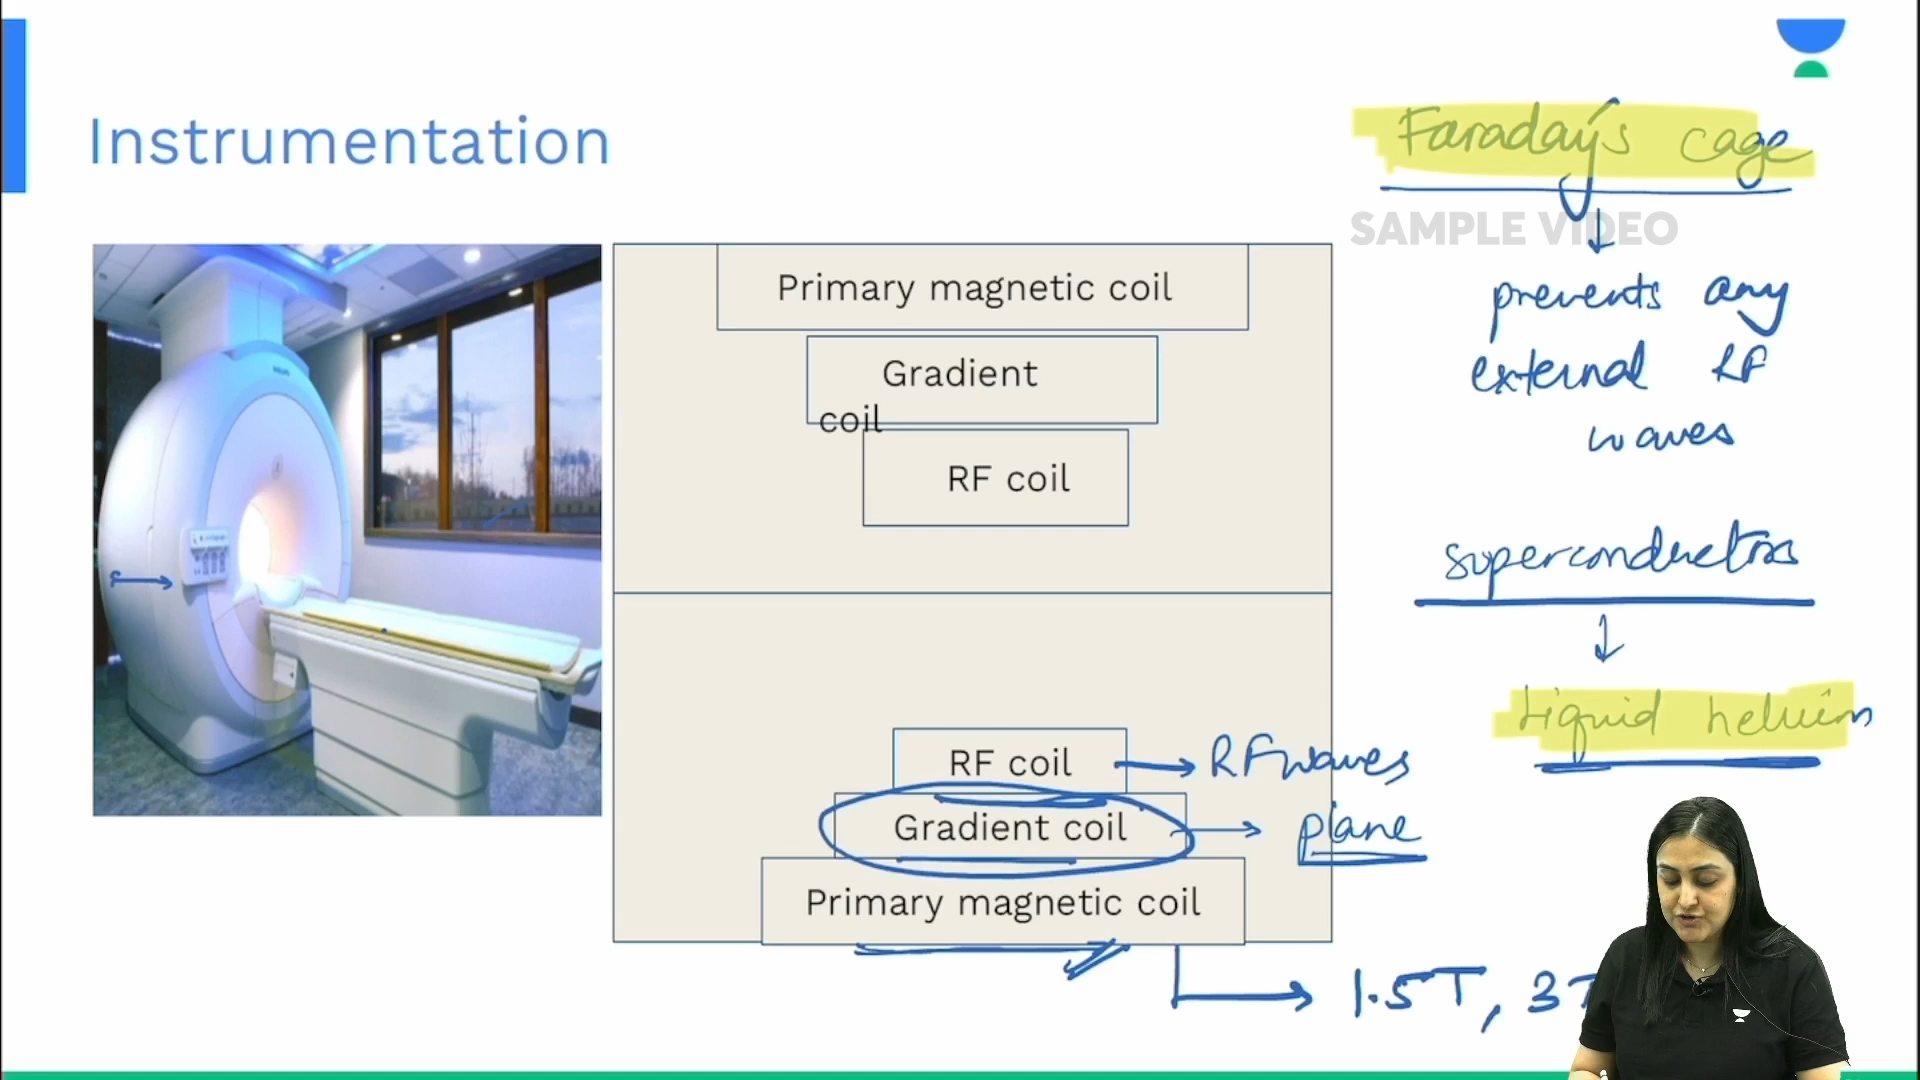 Instrumentation
Faraday's cage
SAMPLE VIDEO
prevents any
external RF
waves
Primary magnetic coil
Gradient
coil
RF coil
superconductors
Liquid helium
RF coil
RF waves
Gradient coil
plane
Primary magnetic coil
1.5T, 3T